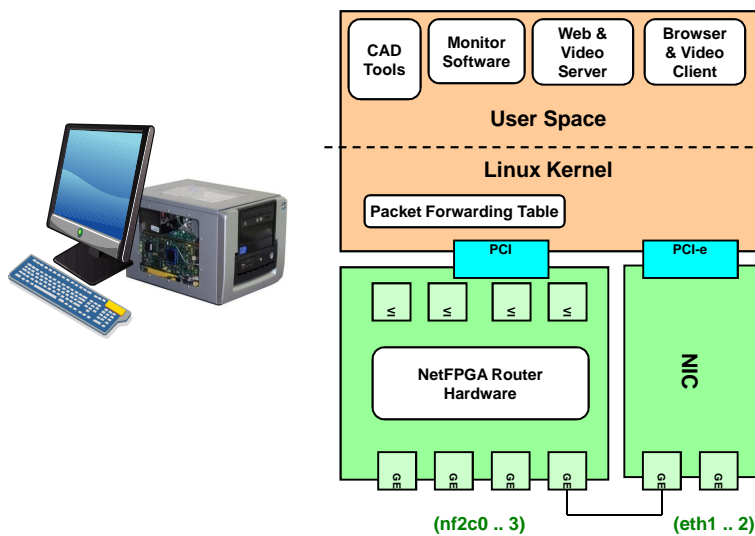 CAD
Tools
Monitor
Software
Web &
Video
Server
Browser
& Video
Client
User Space
Linux Kernel
Packet Forwarding Table
PCI
PCI-e
≤
≤
≤
≤
NetFPGA Router
Hardware
NIC
GE
GE
GE
GE
GE
GE
(nf2c0 .. 3)
(eth1 .. 2)